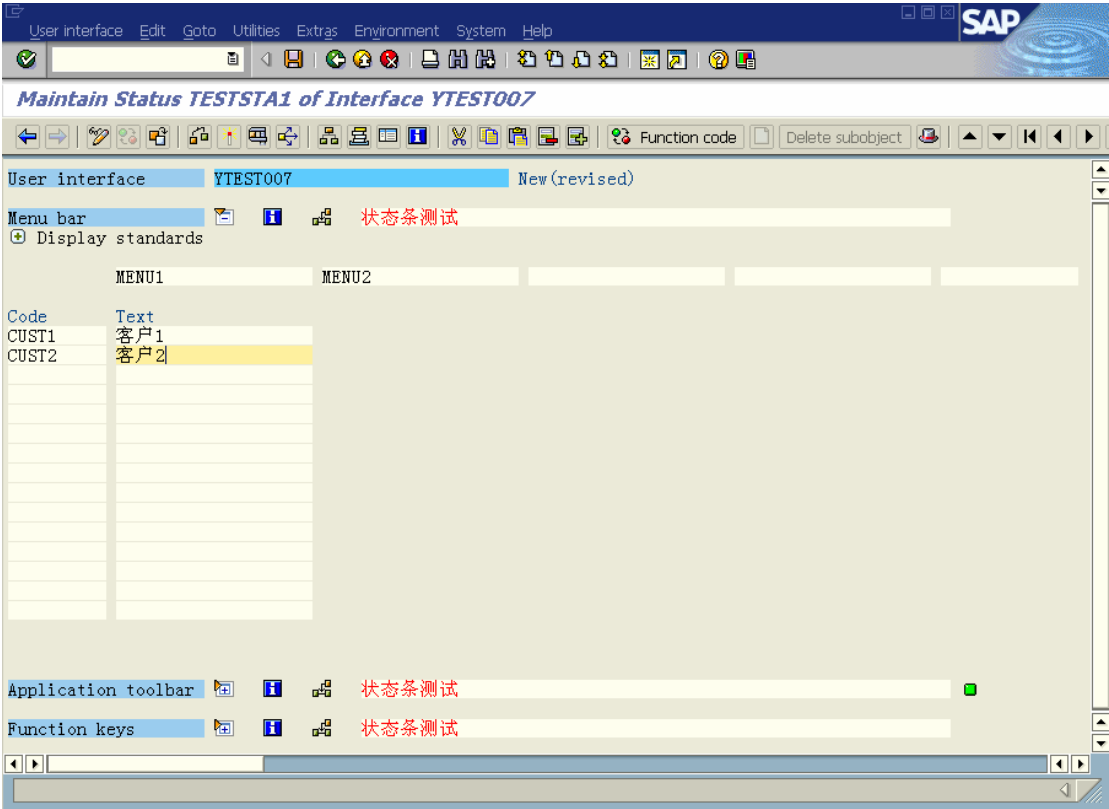 User interface Edit Goto Utilities Extras Environment System Help
SAP
Maintain Status TESTSTA1 of Interface YTEST007
Function code Delete subobject
User interface YTEST007 New(revised)
Menu bar 状态条测试
Display standards
MENU1 MENU2
Code Text
CUST1 客户1
CUST2 客户2
Application toolbar 状态条测试
Function keys 状态条测试